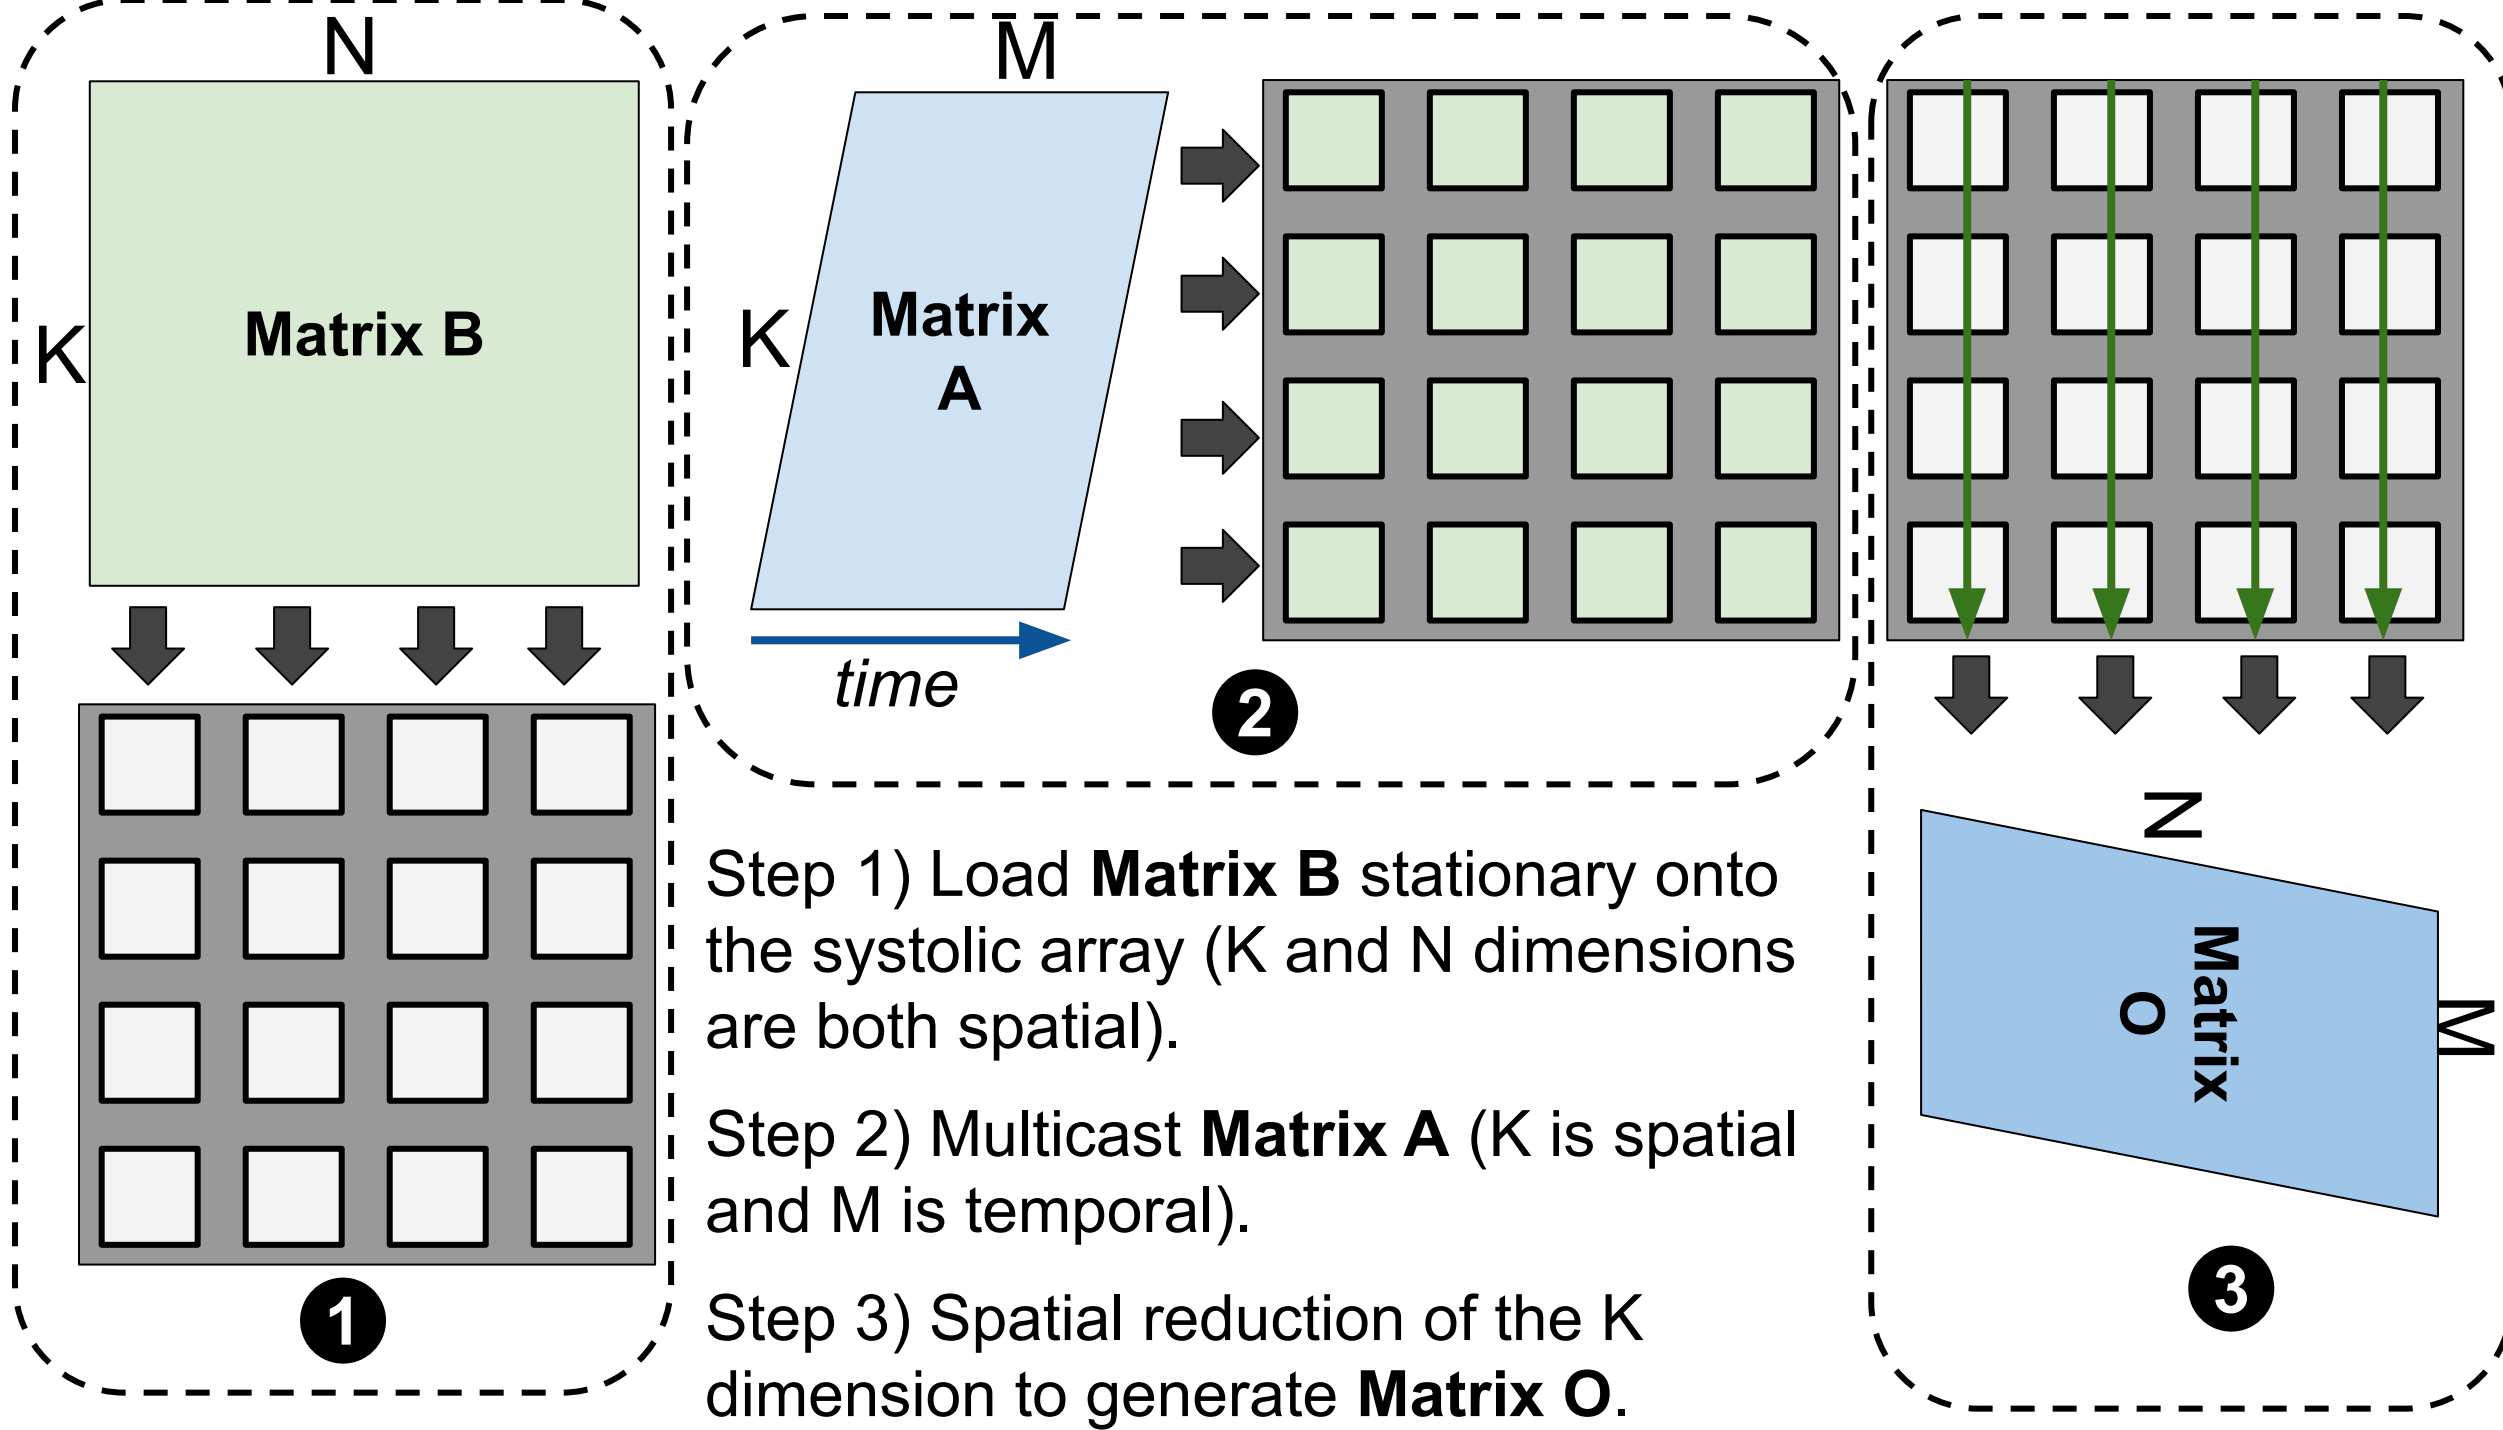 N
K
Matrix B
1
M
K
Matrix
A
time
2
Step 1) Load Matrix B stationary onto
the systolic array (K and N dimensions
are both spatial).
Step 2) Multicast Matrix A (K is spatial
and M is temporal).
Step 3) Spatial reduction of the K
dimension to generate Matrix O.
N
Matrix
O
M
3